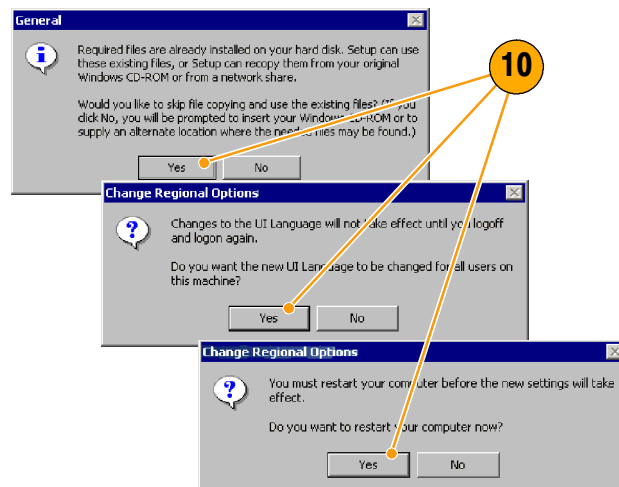 General
Required files are already installed on your hard disk. Setup can use
these existing files, or Setup can recopy them from your original
Windows CD-ROM or from a network share.
Would you like to skip file copying and use the existing files? (If you
click No, you will be prompted to insert your Windows CD-ROM or to
supply an alternate location where the needed files may be found.)
Yes No
10
Change Regional Options
Changes to the UI Language will not take effect until you logoff
and logon again.
Do you want the new UI Language to be changed for all users on
this machine?
Yes No
Change Regional Options
You must restart your computer before the new settings will take
effect.
Do you want to restart your computer now?
Yes No